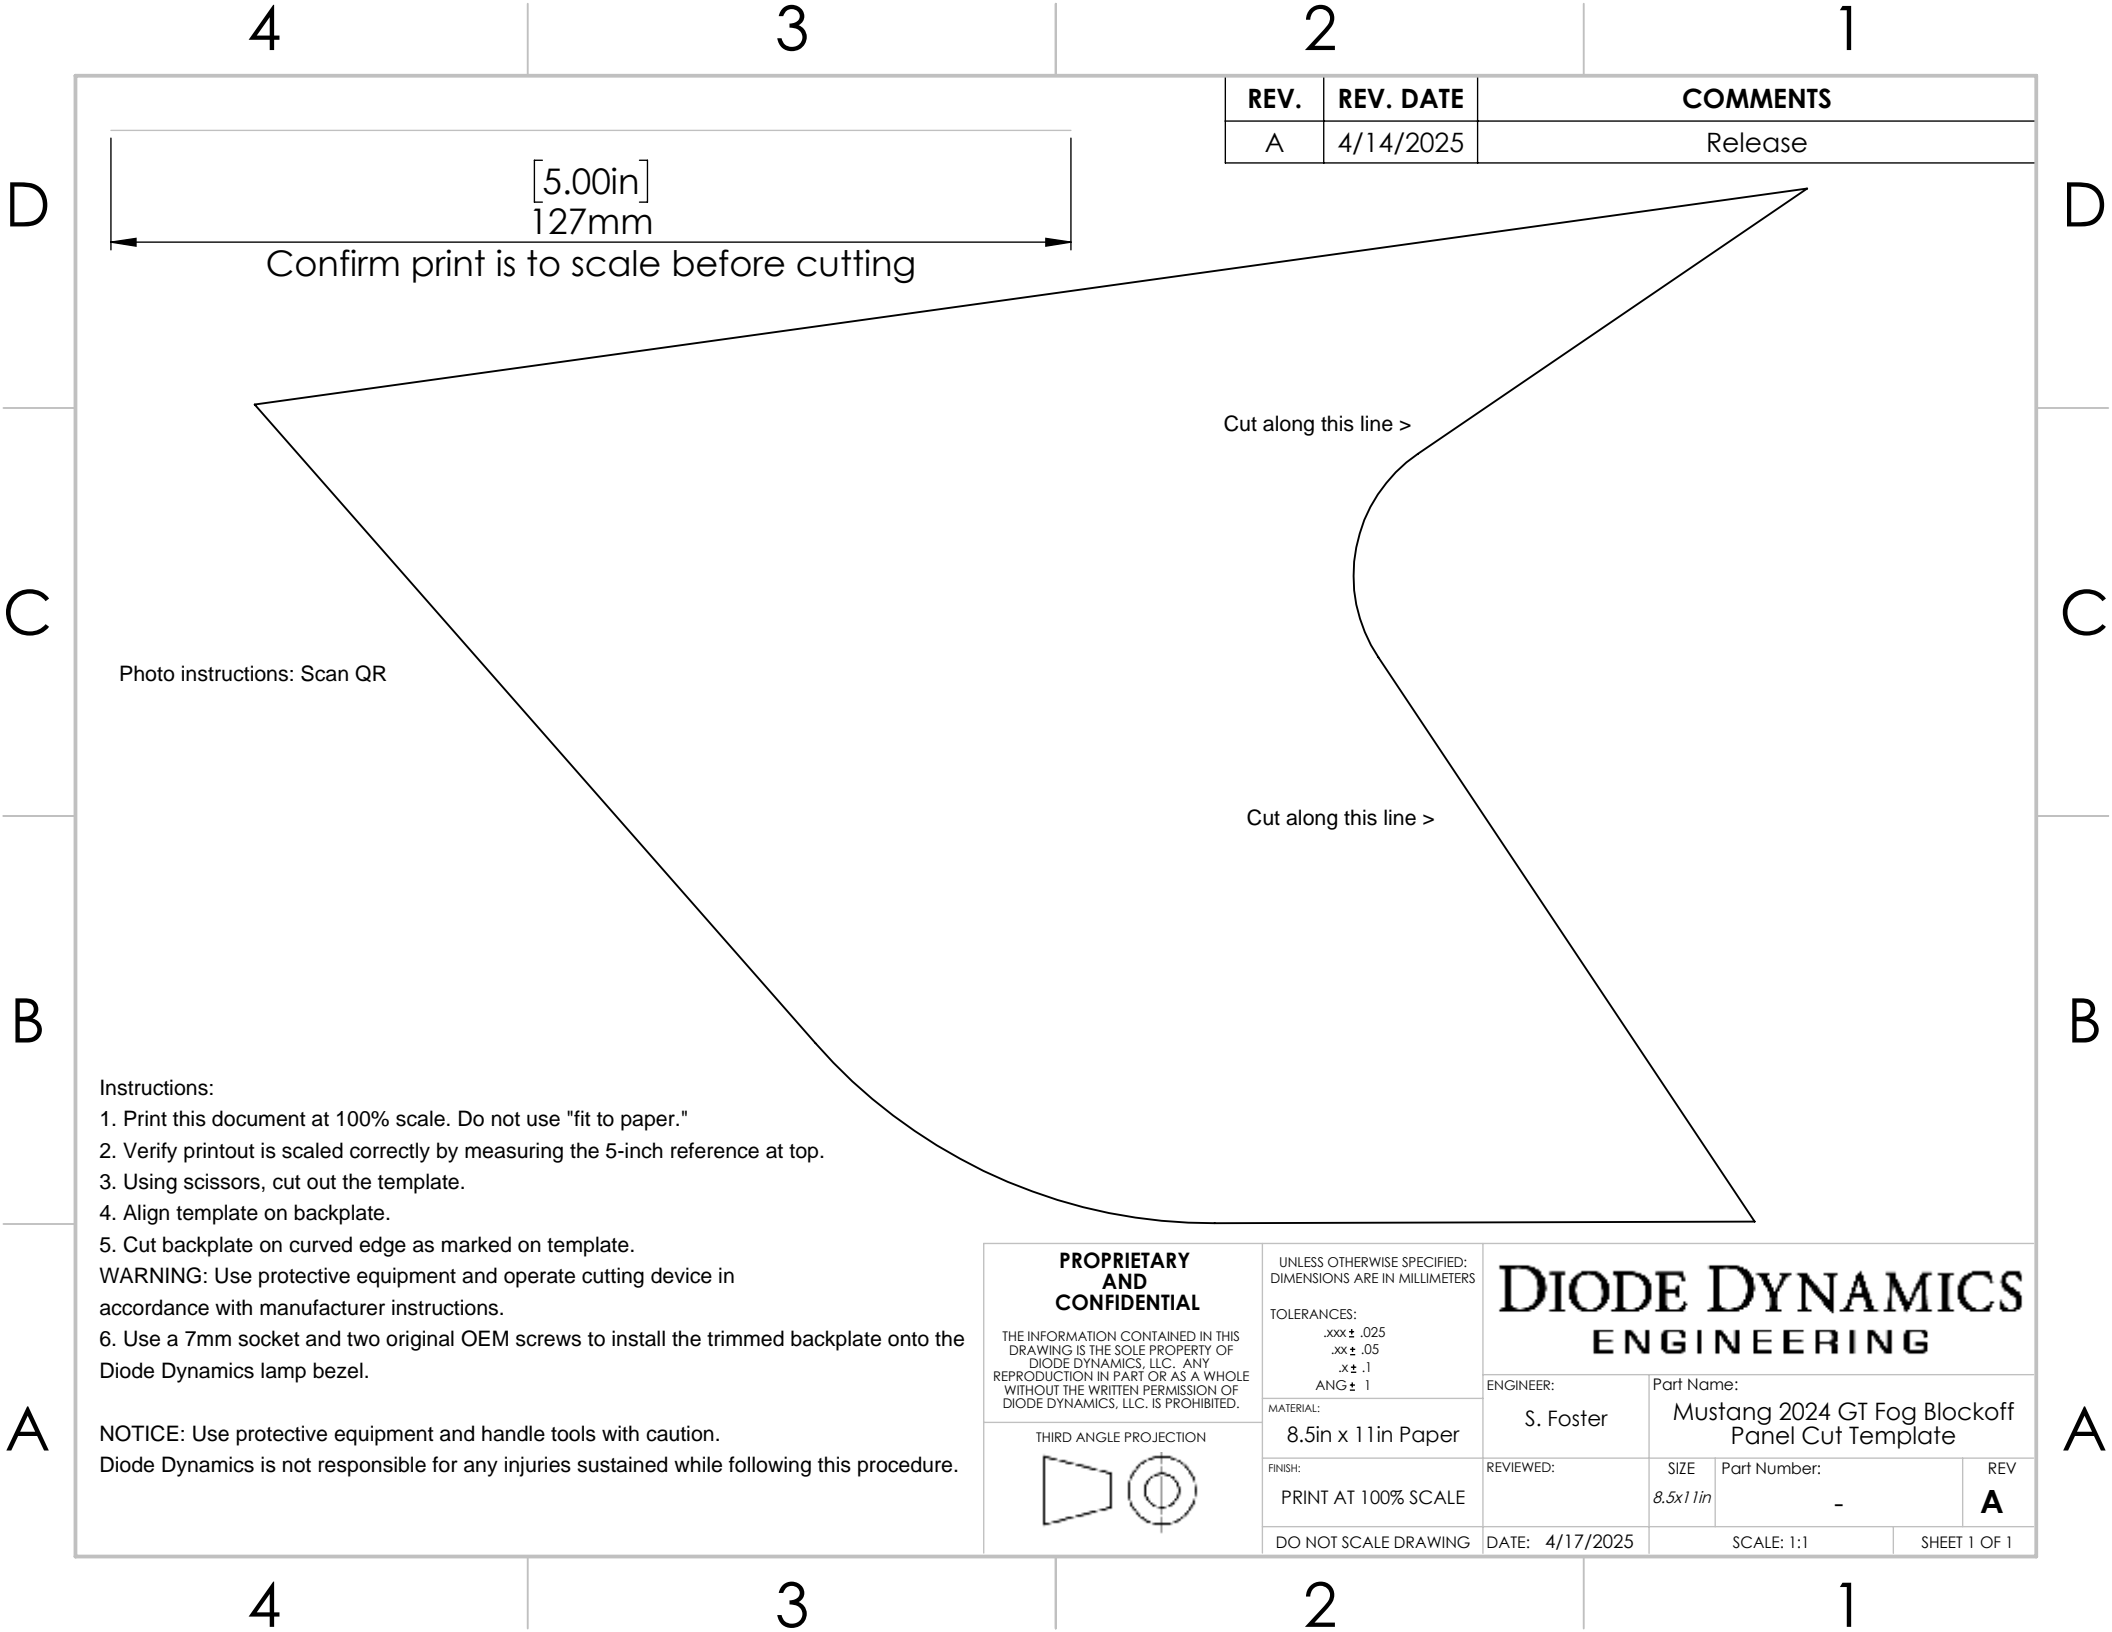 4 3 2 1
REV. REV. DATE COMMENTS
A 4/14/2025 Release
D D
[5.00in]
127mm
Confirm print is to scale before cutting
Cut along this line >
C C
Photo instructions: Scan QR
Cut along this line >
B B
Instructions:
1. Print this document at 100% scale. Do not use "fit to paper."
2. Verify printout is scaled correctly by measuring the 5-inch reference at top.
3. Using scissors, cut out the template.
4. Align template on backplate.
5. Cut backplate on curved edge as marked on template.
WARNING: Use protective equipment and operate cutting device in
accordance with manufacturer instructions.
6. Use a 7mm socket and two original OEM screws to install the trimmed backplate onto the
Diode Dynamics lamp bezel.
NOTICE: Use protective equipment and handle tools with caution.
Diode Dynamics is not responsible for any injuries sustained while following this procedure.
A A
PROPRIETARY
AND
CONFIDENTIAL
THE INFORMATION CONTAINED IN THIS
DRAWING IS THE SOLE PROPERTY OF
DIODE DYNAMICS, LLC. ANY
REPRODUCTION IN PART OR AS A WHOLE
WITHOUT THE WRITTEN PERMISSION OF
DIODE DYNAMICS, LLC. IS PROHIBITED.
THIRD ANGLE PROJECTION
UNLESS OTHERWISE SPECIFIED:
DIMENSIONS ARE IN MILLIMETERS
TOLERANCES:
.xxx ± .025
.xx ± .05
.x ± .1
ANG ± 1
MATERIAL:
8.5in x 11in Paper
FINISH:
PRINT AT 100% SCALE
DO NOT SCALE DRAWING
DIODE DYNAMICS
ENGINEERING
ENGINEER:
S. Foster
Part Name:
Mustang 2024 GT Fog Blockoff
Panel Cut Template
REVIEWED:
SIZE
8.5x11in
Part Number:
-
REV
A
DATE: 4/17/2025
SCALE: 1:1
SHEET 1 OF 1
4 3 2 1